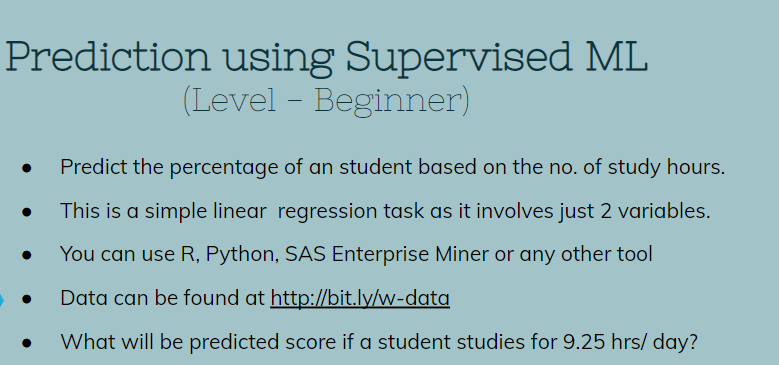 Prediction using Supervised ML
(Level - Beginner)
● Predict the percentage of an student based on the no. of study hours.
● This is a simple linear regression task as it involves just 2 variables.
● You can use R, Python, SAS Enterprise Miner or any other tool
● Data can be found at http://bit.ly/w-data
● What will be predicted score if a student studies for 9.25 hrs/ day?